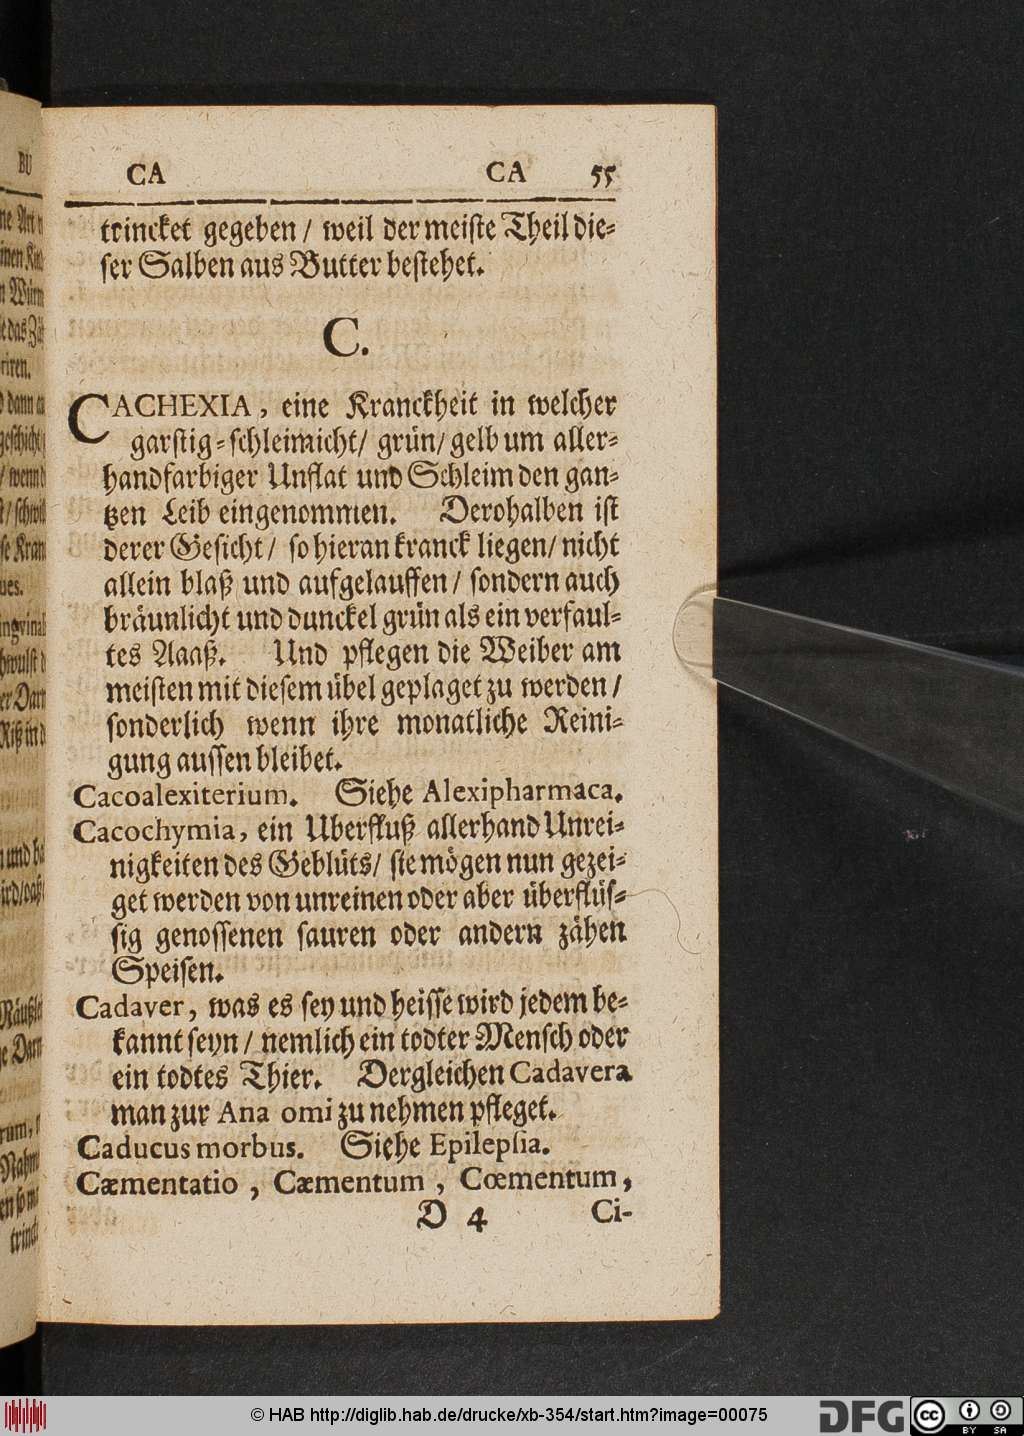 CA CA 55
trincket gegeben / weil der meiste Theil die-
ser Salben aus Butter bestehet.
C.
CACHEXIA, eine Kranckheit in welcher
garstig-schleimicht/ grün/ gelb um aller-
handfarbiger Unflat und Schleim den gan-
tzen Leib eingenommen. Derohalben ist
derer Gesicht / so hieran kranck liegen/ nicht
allein blaß und aufgelauffen / sondern auch
bräunlicht und dunckel grün als ein verfaul-
tes Aaaß. Und pflegen die Weiber am
meisten mit diesem übel geplaget zu werden /
sonderlich wenn ihre monatliche Reini-
gung aussen bleibet.
Cacoalexiterium. Siehe Alexipharmaca.
Cacochymia, ein Uberfluß allerhand Unrei-
nigkeiten des Geblüts/ sie mögen nun gezei-
get werden von unreinen oder aber überflüs-
sig genossenen sauren oder andern zähen
Speisen.
Cadaver, was es sey und heisse wird jedem be-
kannt seyn / nemlich ein todter Mensch oder
ein todtes Thier. Dergleichen Cadavera
man zur Ana omi zu nehmen pfleget.
Caducus morbus. Siehe Epilepsia.
Cæmentatio, Cæmentum, Cœmentum,
D 4 Ci-
© HAB http://diglib.hab.de/drucke/xb-354/start.htm?image=00075
DFG
cc BY SA